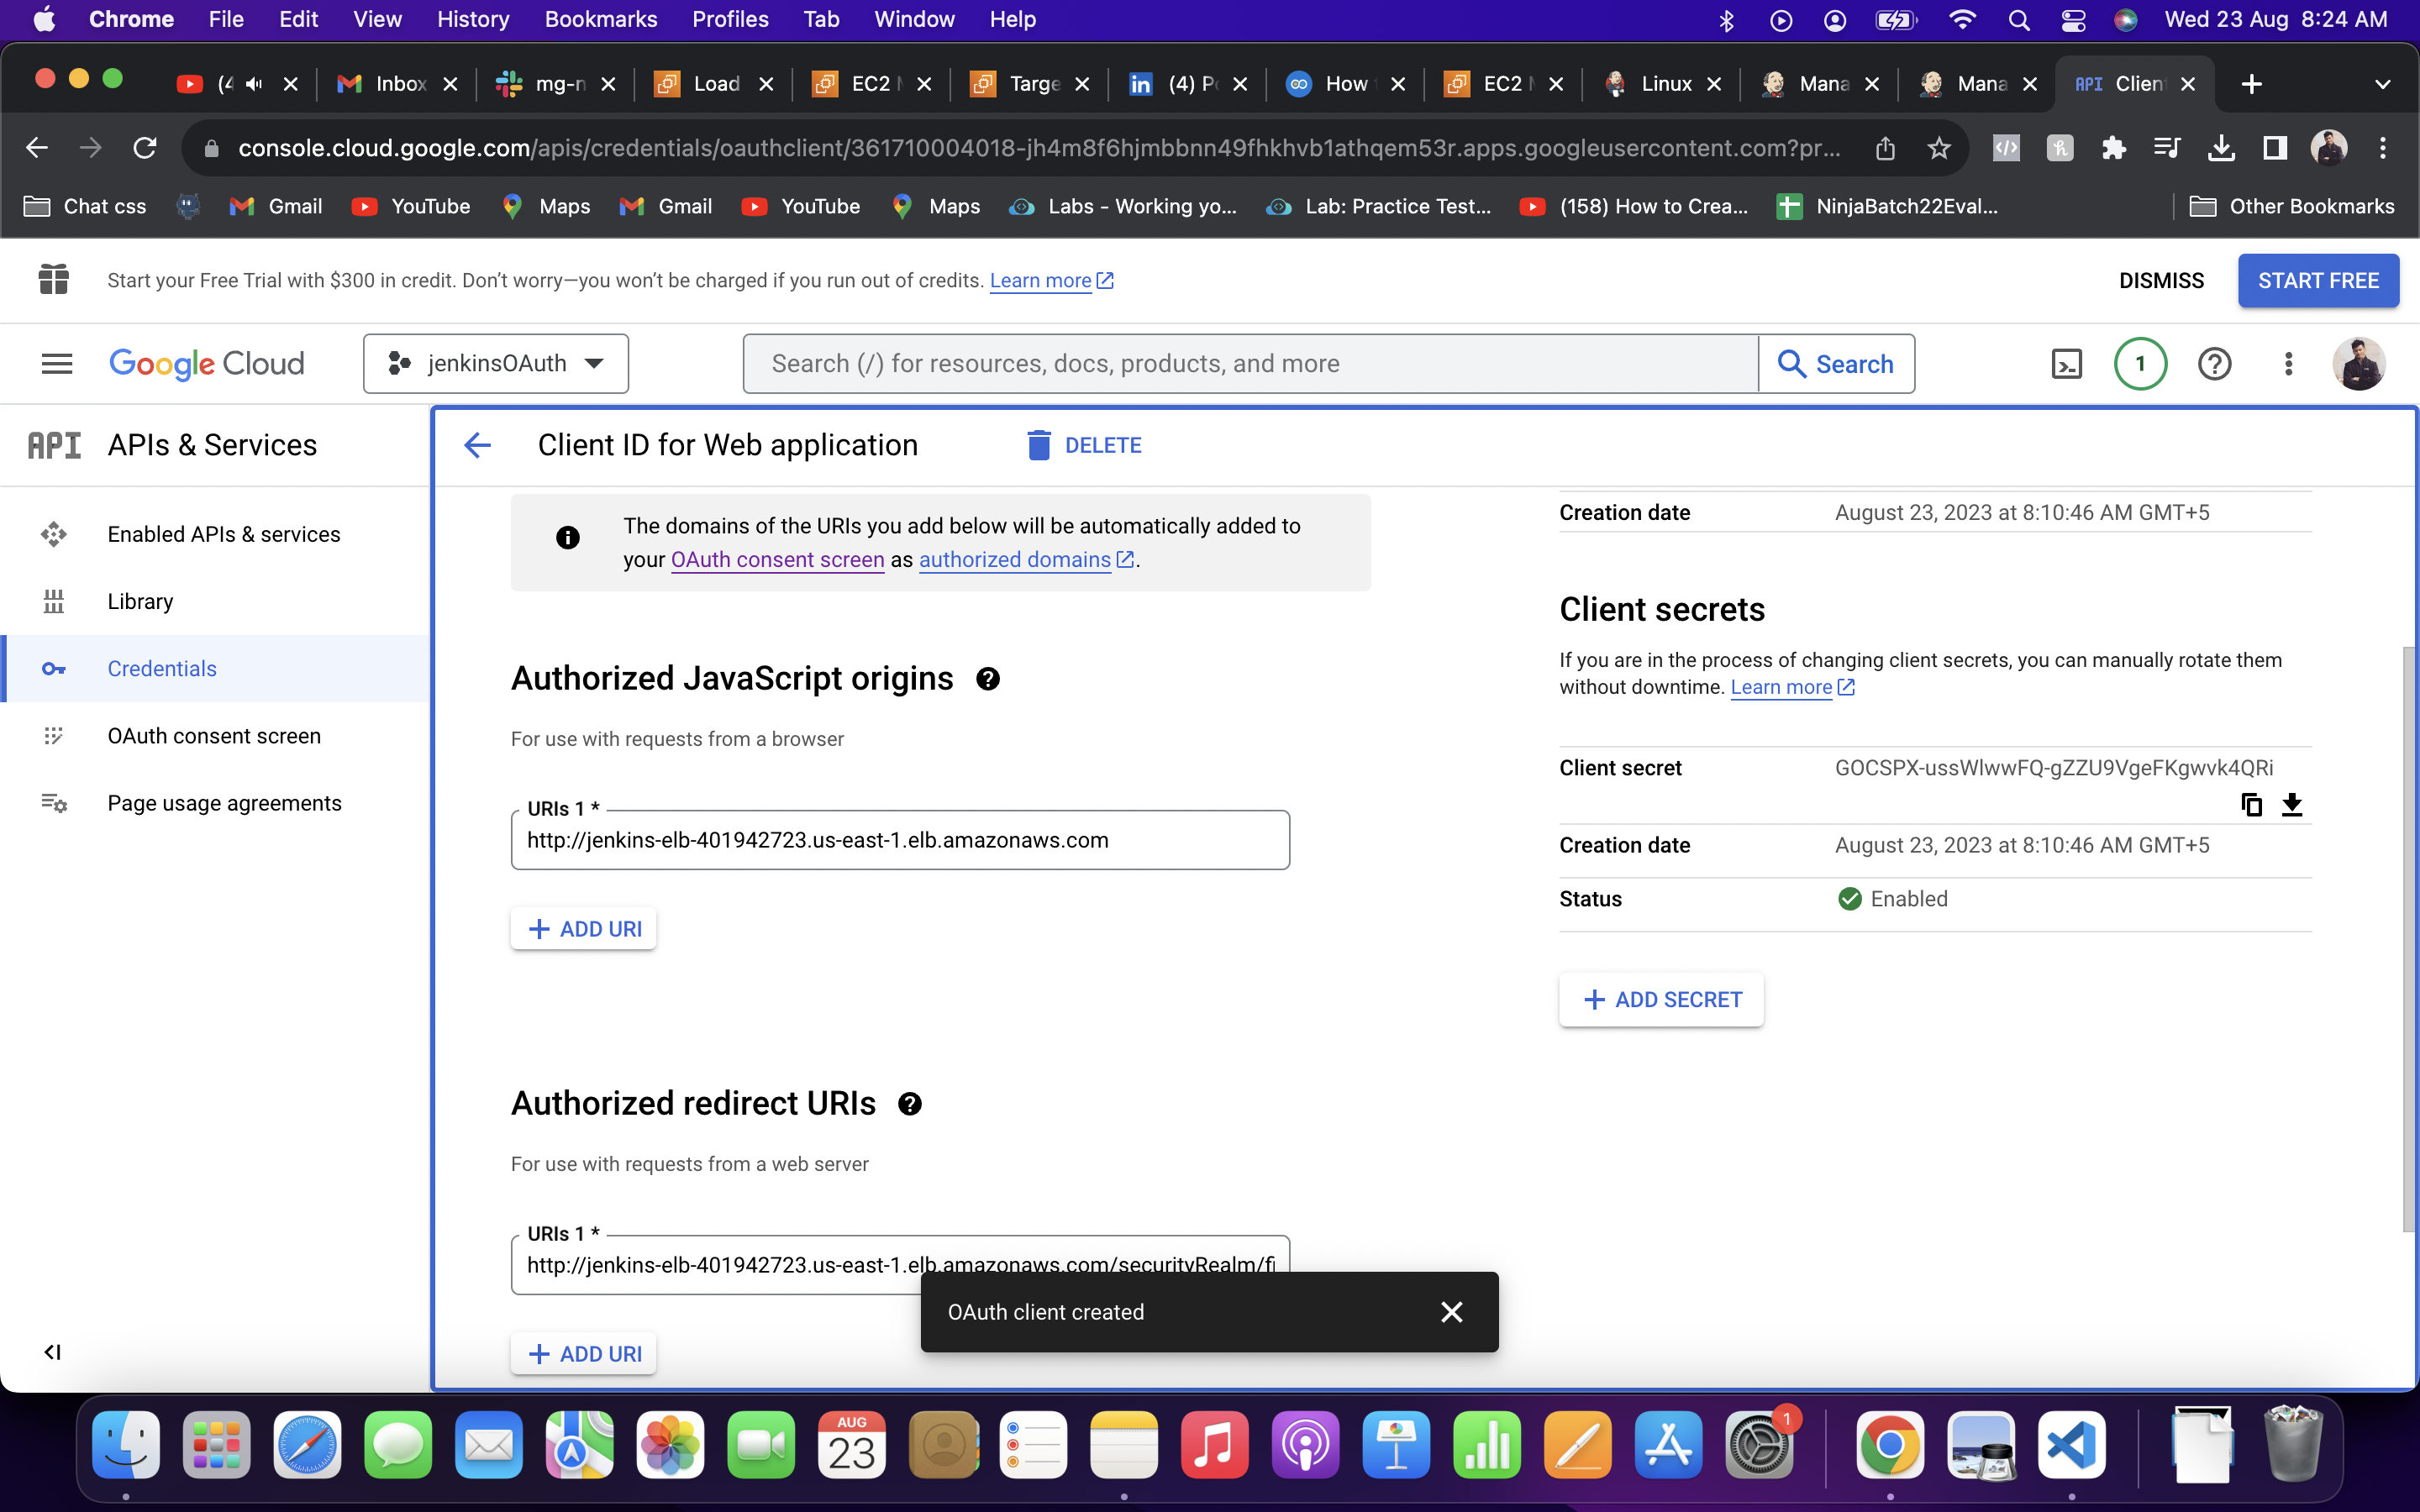 Chrome File Edit View History Bookmarks Profiles Tab Window Help Wed 23 Aug 8:24 AM
(4 Inbox mg-n Load EC2 Targe in (4) Po How EC2 Linux Mana Mana API Clien
console.cloud.google.com/apis/credentials/oauthclient/361710004018-jh4m8f6hjmbbnn49fhkhvb1athqem53r.apps.googleusercontent.com?pr...
Chat css Gmail YouTube Maps Gmail YouTube Maps Labs - Working yo... Lab: Practice Test... (158) How to Crea... NinjaBatch22Eval... Other Bookmarks
Start your Free Trial with $300 in credit. Don't worry—you won't be charged if you run out of credits. Learn more DISMISS START FREE
Google Cloud jenkinsOAuth Search (/) for resources, docs, products, and more Search 1
API APIs & Services
Enabled APIs & services
Library
Credentials
OAuth consent screen
Page usage agreements
Client ID for Web application DELETE
The domains of the URIs you add below will be automatically added to
your OAuth consent screen as authorized domains.
Authorized JavaScript origins
For use with requests from a browser
URIs 1 *
http://jenkins-elb-401942723.us-east-1.elb.amazonaws.com
ADD URI
Authorized redirect URIs
For use with requests from a web server
URIs 1 *
http://jenkins-elb-401942723.us-east-1.elb.amazonaws.com/securityRealm/fi
ADD URI
Creation date August 23, 2023 at 8:10:46 AM GMT+5
Client secrets
If you are in the process of changing client secrets, you can manually rotate them
without downtime. Learn more
Client secret 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
Creation date August 23, 2023 at 8:10:46 AM GMT+5
Status Enabled
ADD SECRET
OAuth client created
AUG
23
1